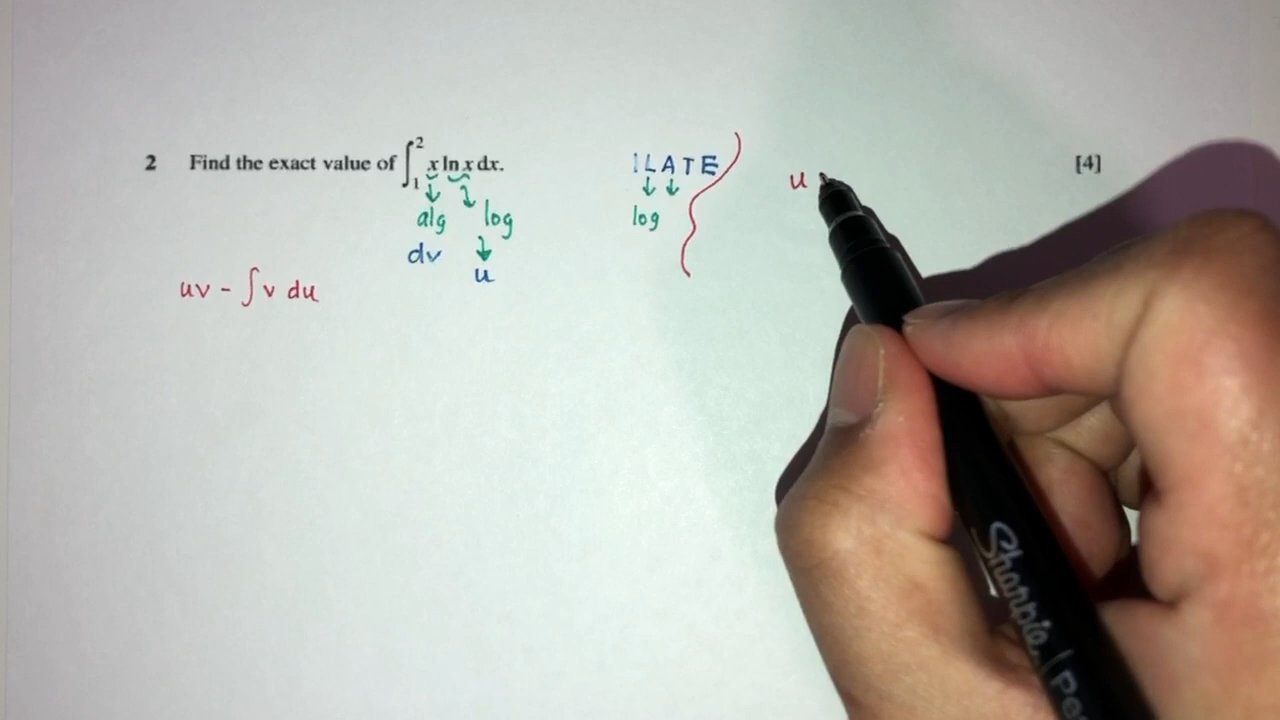 2 Find the exact value of ∫₁² x ln x dx. [4]
ILATE
u
alg log
log
dv u
uv - ∫v du
Sharpie